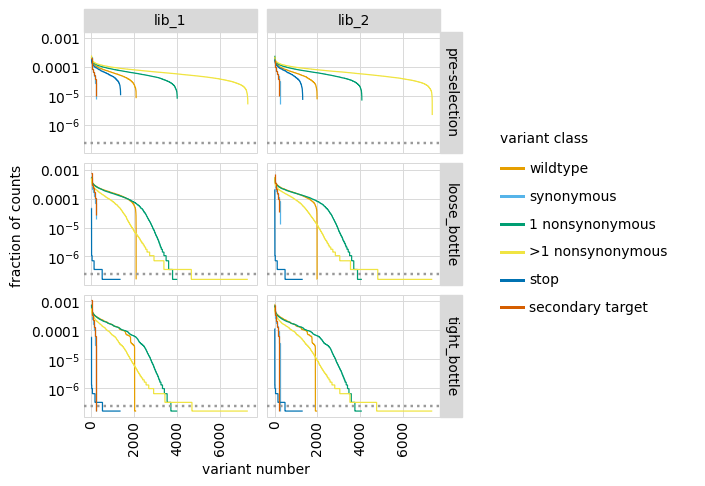 lib_1
lib_2
0.001
0.0001
10⁻⁵
10⁻⁶
pre-selection
0.001
0.0001
10⁻⁵
10⁻⁶
loose_bottle
0.001
0.0001
10⁻⁵
10⁻⁶
tight_bottle
fraction of counts
0
2000
4000
6000
0
2000
4000
6000
variant number
variant class
wildtype
synonymous
1 nonsynonymous
>1 nonsynonymous
stop
secondary target